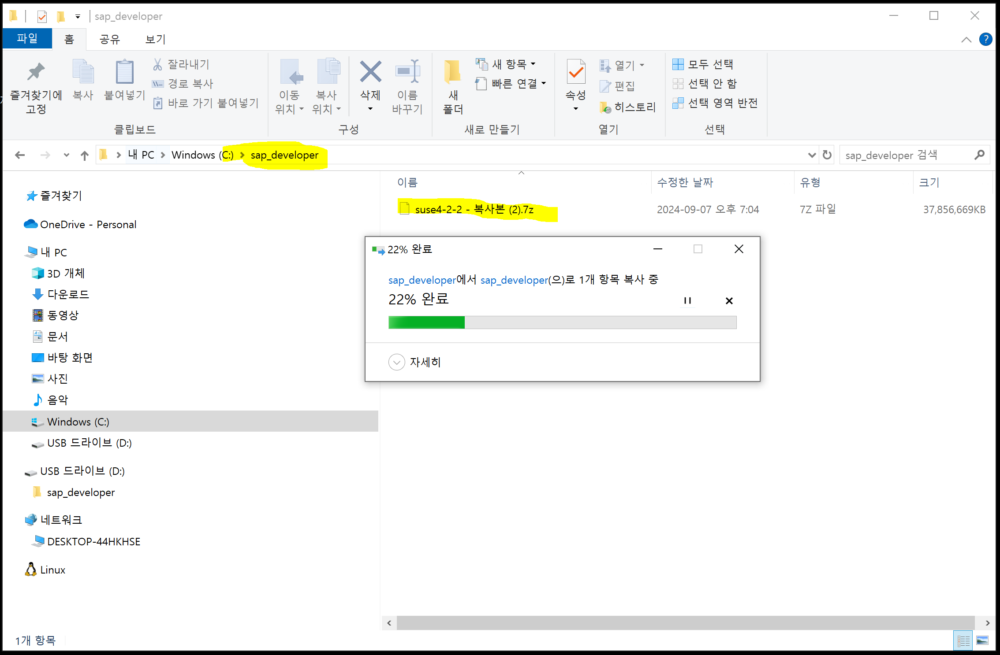 sap_developer
파일 홈 공유 보기
즐겨찾기에 고정
복사
붙여넣기
잘라내기
경로 복사
바로 가기 붙여넣기
클립보드
이동 위치
복사 위치
삭제
이름 바꾸기
구성
새 폴더
새 항목
빠른 연결
새로 만들기
속성
열기
편집
히스토리
열기
모두 선택
선택 안 함
선택 영역 반전
선택
내 PC > Windows (C:) > sap_developer
sap_developer 검색
즐겨찾기
OneDrive - Personal
내 PC
3D 개체
다운로드
동영상
문서
바탕 화면
사진
음악
Windows (C:)
USB 드라이브 (D:)
USB 드라이브 (D:)
sap_developer
네트워크
DESKTOP-44HKHSE
Linux
이름 수정한 날짜 유형 크기
suse4-2-2 - 복사본 (2).7z 2024-09-07 오후 7:04 7Z 파일 37,856,669KB
22% 완료
sap_developer에서 sap_developer(으)로 1개 항목 복사 중
22% 완료
자세히
1개 항목